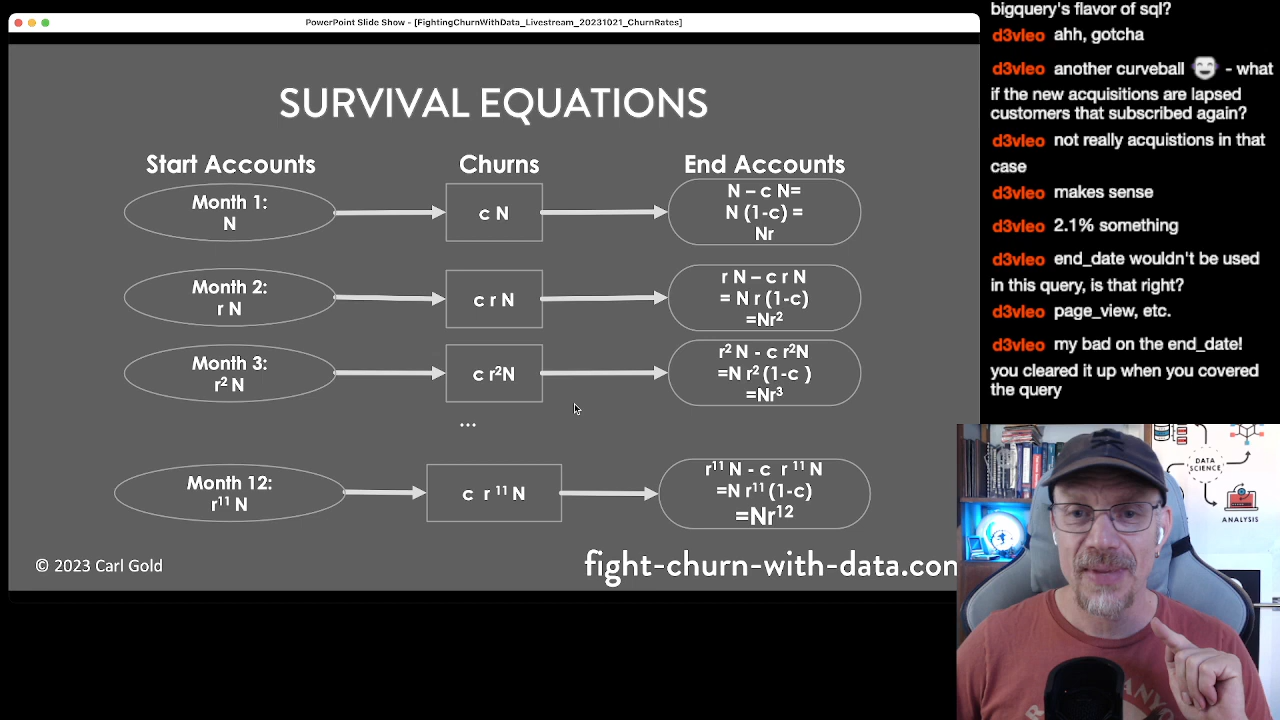 PowerPoint Slide Show - [FightingChurnWithData_Livestream_20231021_ChurnRates]
SURVIVAL EQUATIONS
Start Accounts
Churns
End Accounts
Month 1:
N
c N
N – c N=
N (1-c) =
Nr
Month 2:
r N
c r N
r N – c r N
= N r (1-c)
=Nr²
Month 3:
r² N
c r²N
r² N - c r²N
=N r² (1-c )
=Nr³
...
Month 12:
r¹¹ N
c r ¹¹ N
r¹¹ N - c r ¹¹ N
=N r¹¹ (1-c)
=Nr¹²
© 2023 Carl Gold
fight-churn-with-data.con
bigquery's flavor of sql?
d3vleo ahh, gotcha
d3vleo another curveball - what
if the new acquisitions are lapsed
customers that subscribed again?
d3vleo not really acquistions in that
case
d3vleo makes sense
d3vleo 2.1% something
d3vleo end_date wouldn't be used
in this query, is that right?
d3vleo page_view, etc.
d3vleo my bad on the end_date!
you cleared it up when you covered
the query
DATA
SCIENCE
ANALYSIS